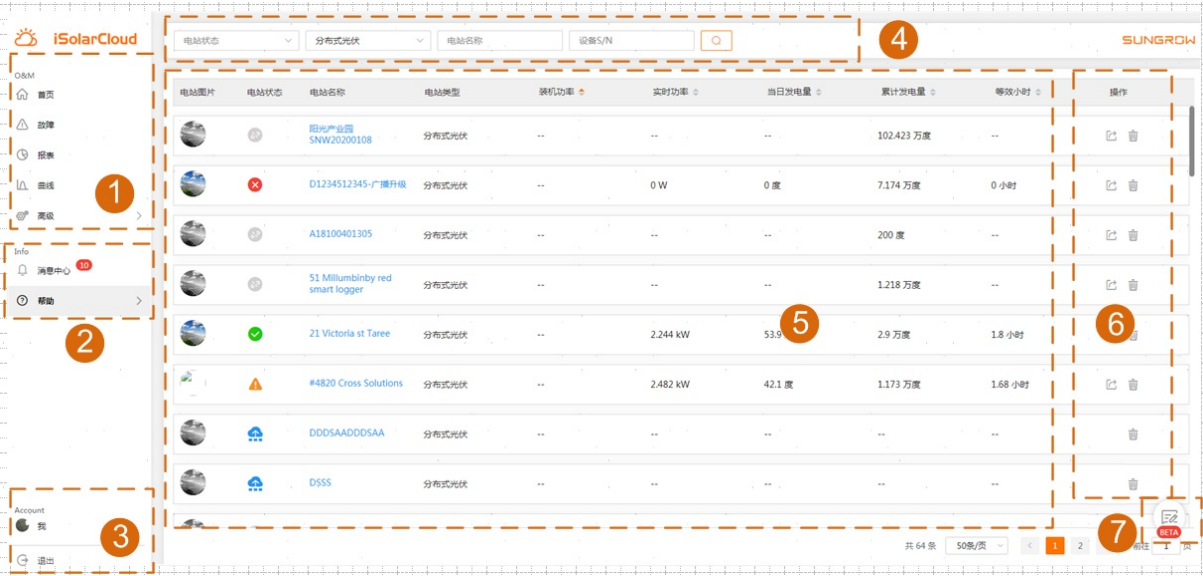 iSolarCloud
电站状态 分布式光伏 电站名称 设备S/N
4
SUNGROW
O&M
首页
故障
报表
曲线
高级
1
Info
消息中心 10
帮助
2
Account
我
退出
3
电站图片 电站状态 电站名称 电站类型 装机功率 实时功率 当日发电量 累计发电量 等效小时 操作
阳光产业园
SNW20200108 分布式光伏 -- -- -- 102.423 万度 --
D1234512345-广播升级 分布式光伏 -- 0 W 0 度 7.174 万度 0 小时
A18100401305 分布式光伏 -- -- -- 200 度 --
51 Millumbinby red
smart logger 分布式光伏 -- -- -- 1.218 万度 --
21 Victoria st Taree 分布式光伏 -- 2.244 kW 53.9 2.9 万度 1.8 小时
5
6
#4820 Cross Solutions 分布式光伏 -- 2.482 kW 42.1 度 1.173 万度 1.68 小时
DDDSAADDDSAA 分布式光伏 -- -- -- -- --
DSSS 分布式光伏 -- -- -- -- --
BETA
7
共 64 条 50条/页 1 2 前往 1 页